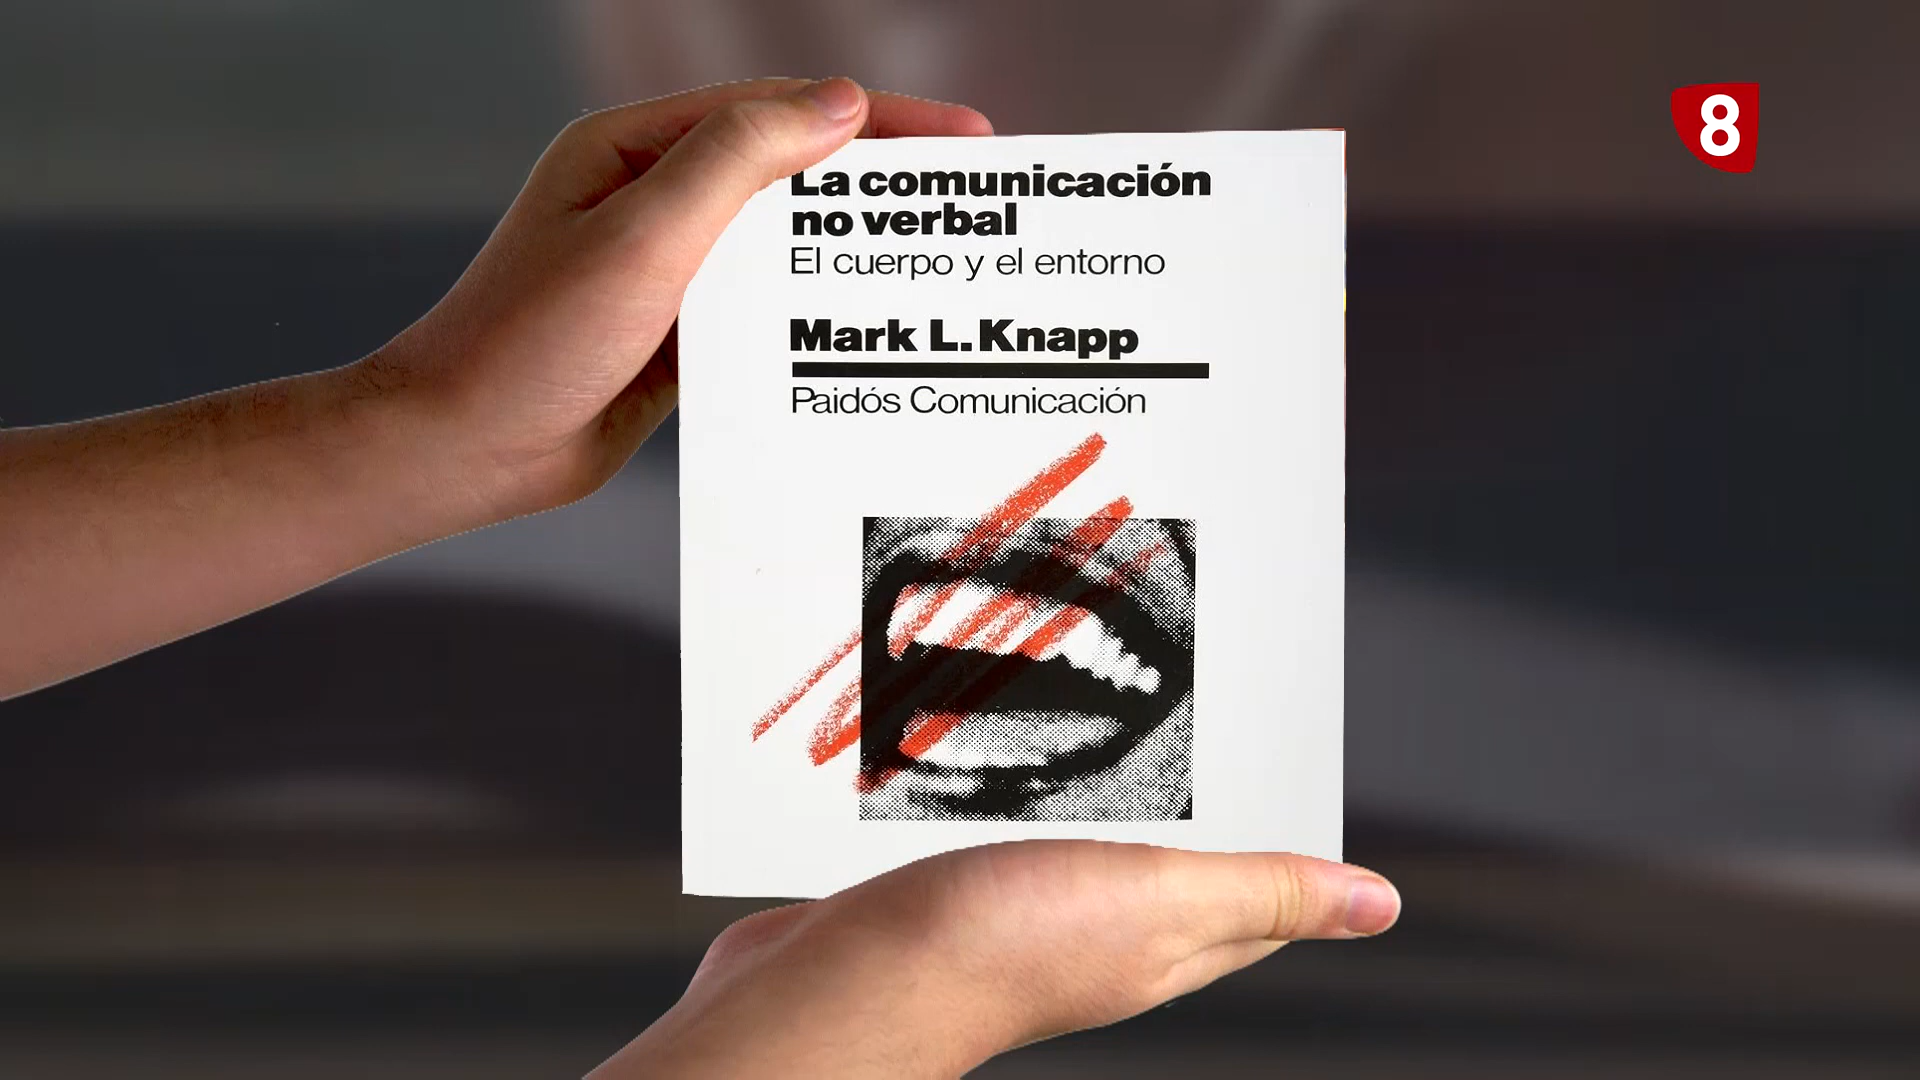 La comunicación
no verbal
El cuerpo y el entorno
Mark L. Knapp
Paidós Comunicación
8